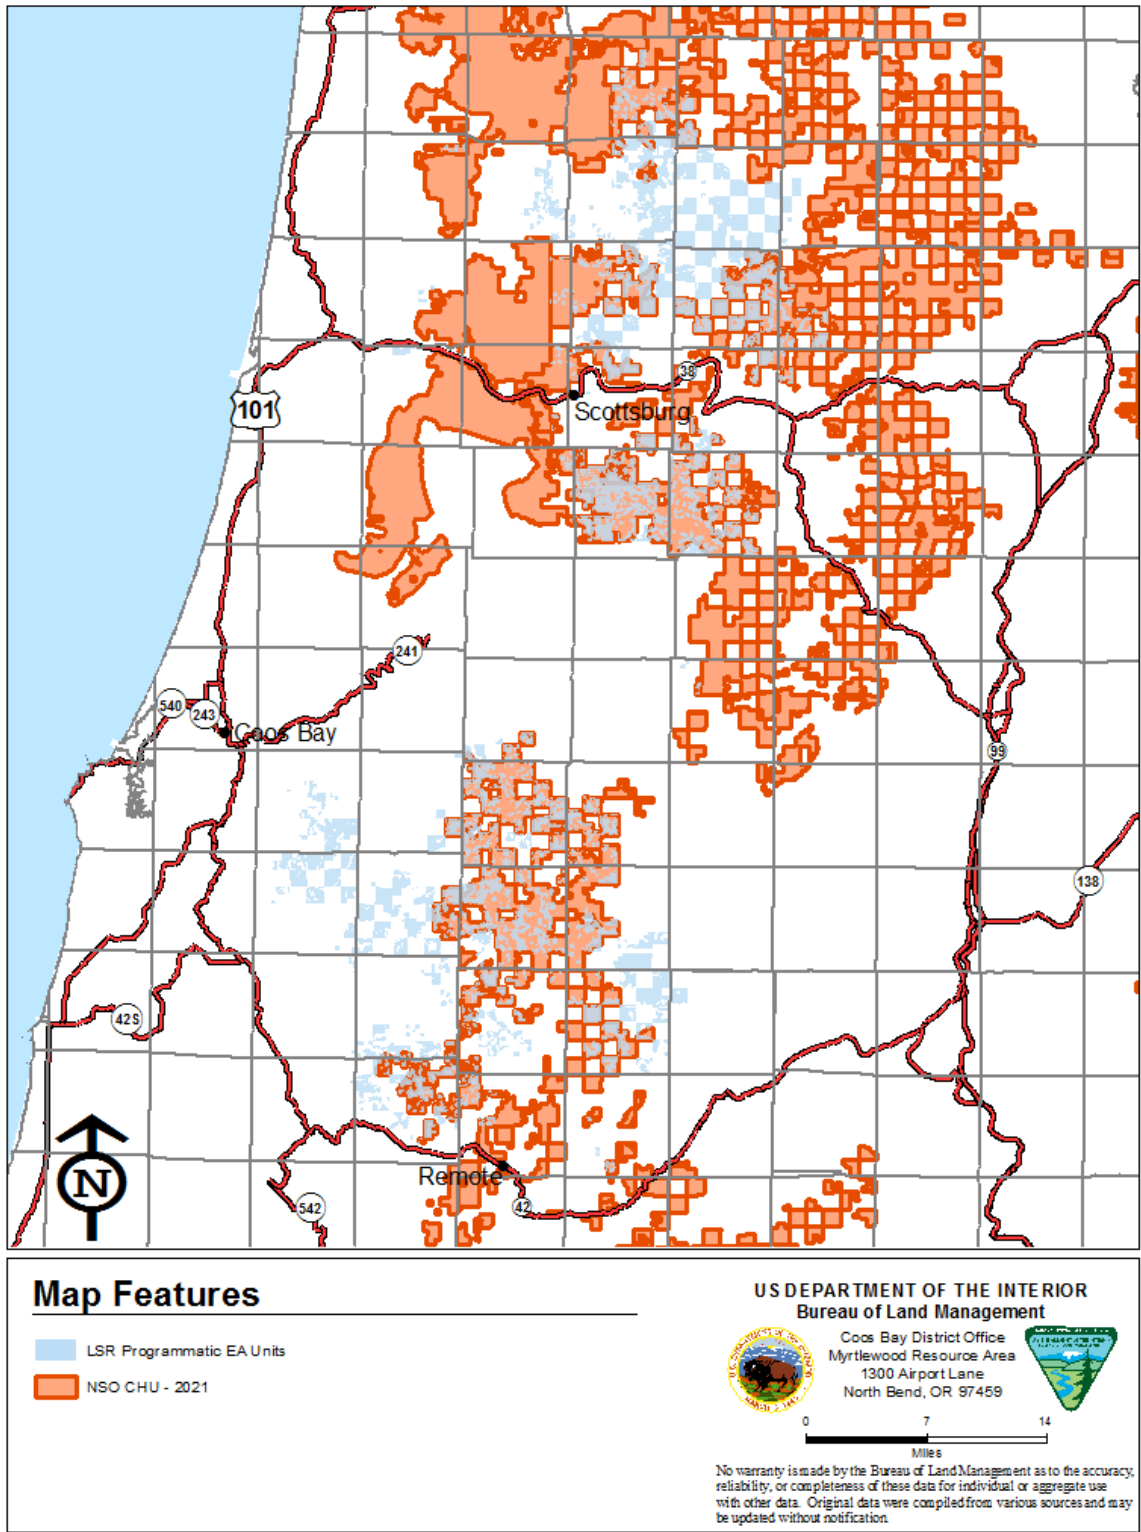 38
Scottsburg
101
241
540
243
Coos Bay
99
138
42S
N
Remote
542
42
Map Features
LSR Programmatic EA Units
NSO CHU - 2021
US DEPARTMENT OF THE INTERIOR
Bureau of Land Management
Coos Bay District Office
Myrtlewood Resource Area
1300 Airport Lane
North Bend, OR 97459
0 7 14
Miles
No warranty is made by the Bureau of Land Management as to the accuracy,
reliability, or completeness of these data for individual or aggregate use
with other data. Original data were compiled from various sources and may
be updated without notification.